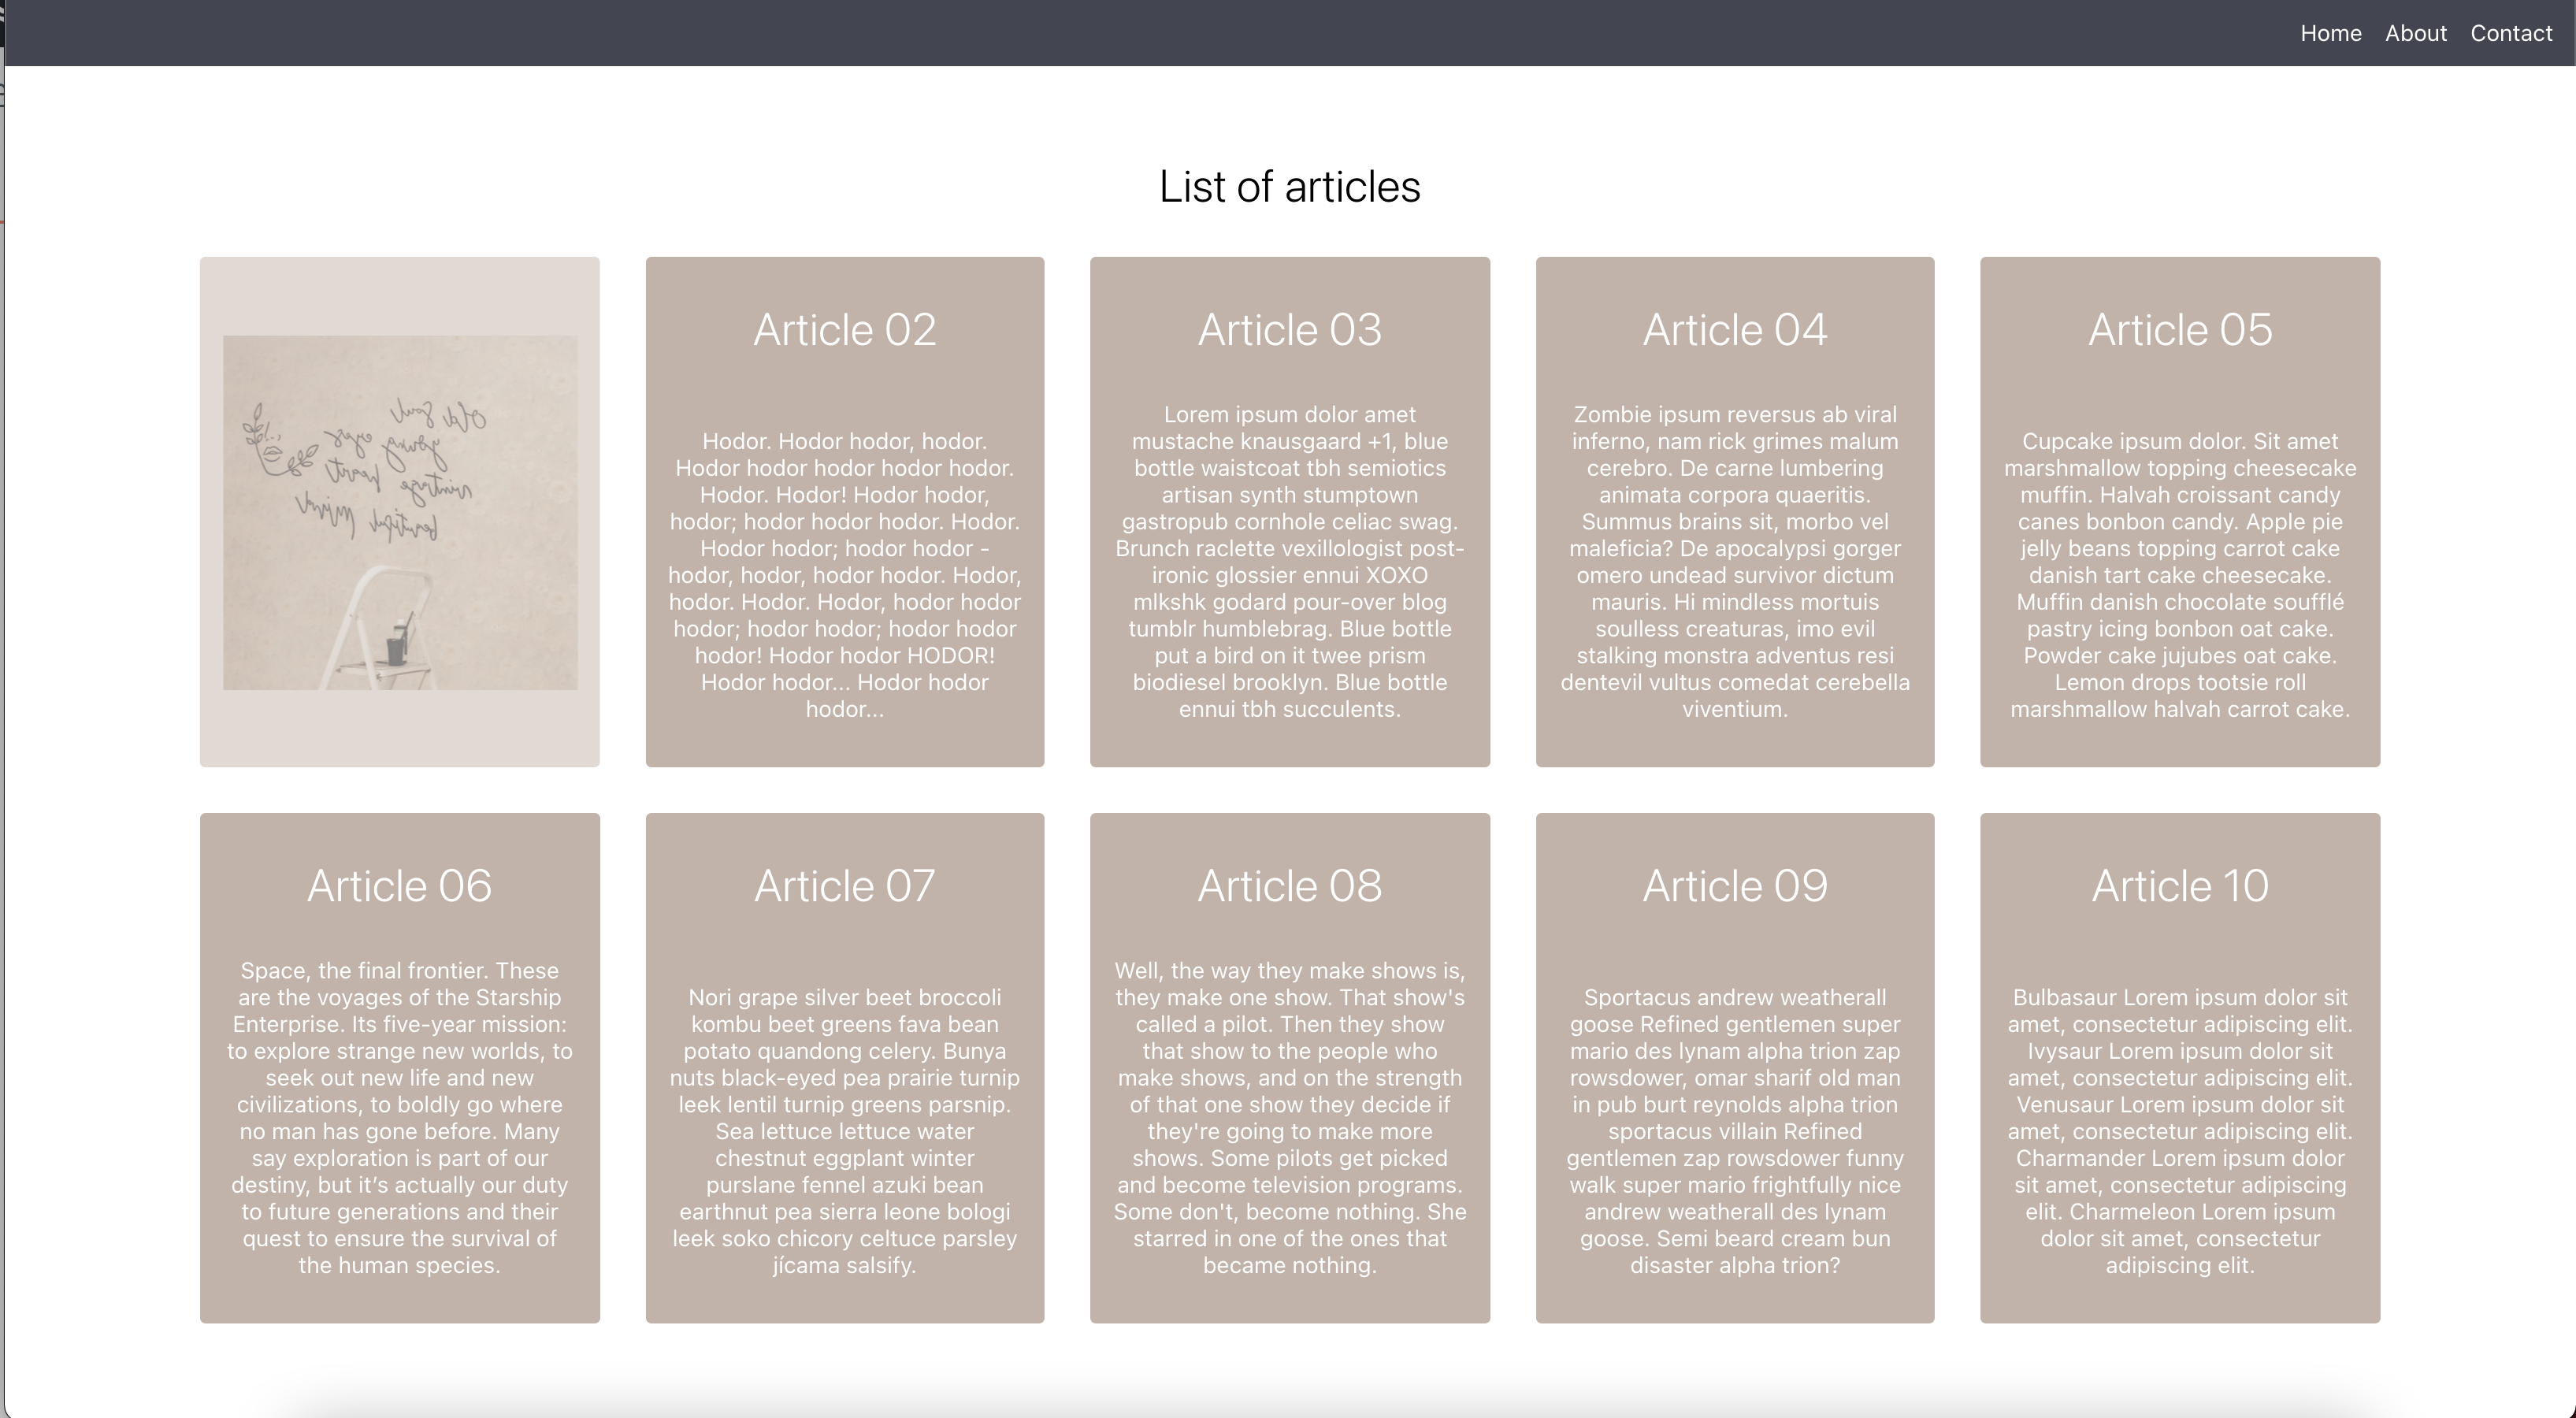 Home About Contact
List of articles
old soul
young eyes
vintage heart
beautiful mind
Article 02
Hodor. Hodor hodor, hodor.
Hodor hodor hodor hodor hodor.
Hodor. Hodor! Hodor hodor,
hodor; hodor hodor hodor. Hodor.
Hodor hodor; hodor hodor -
hodor, hodor, hodor hodor. Hodor,
hodor. Hodor. Hodor, hodor hodor
hodor; hodor hodor; hodor hodor
hodor! Hodor hodor HODOR!
Hodor hodor... Hodor hodor
hodor...
Article 03
Lorem ipsum dolor amet
mustache knausgaard +1, blue
bottle waistcoat tbh semiotics
artisan synth stumptown
gastropub cornhole celiac swag.
Brunch raclette vexillologist post-
ironic glossier ennui XOXO
mlkshk godard pour-over blog
tumblr humblebrag. Blue bottle
put a bird on it twee prism
biodiesel brooklyn. Blue bottle
ennui tbh succulents.
Article 04
Zombie ipsum reversus ab viral
inferno, nam rick grimes malum
cerebro. De carne lumbering
animata corpora quaeritis.
Summus brains sit, morbo vel
maleficia? De apocalypsi gorger
omero undead survivor dictum
mauris. Hi mindless mortuis
soulless creaturas, imo evil
stalking monstra adventus resi
dentevil vultus comedat cerebella
viventium.
Article 05
Cupcake ipsum dolor. Sit amet
marshmallow topping cheesecake
muffin. Halvah croissant candy
canes bonbon candy. Apple pie
jelly beans topping carrot cake
danish tart cake cheesecake.
Muffin danish chocolate soufflé
pastry icing bonbon oat cake.
Powder cake jujubes oat cake.
Lemon drops tootsie roll
marshmallow halvah carrot cake.
Article 06
Space, the final frontier. These
are the voyages of the Starship
Enterprise. Its five-year mission:
to explore strange new worlds, to
seek out new life and new
civilizations, to boldly go where
no man has gone before. Many
say exploration is part of our
destiny, but it’s actually our duty
to future generations and their
quest to ensure the survival of
the human species.
Article 07
Nori grape silver beet broccoli
kombu beet greens fava bean
potato quandong celery. Bunya
nuts black-eyed pea prairie turnip
leek lentil turnip greens parsnip.
Sea lettuce lettuce water
chestnut eggplant winter
purslane fennel azuki bean
earthnut pea sierra leone bologi
leek soko chicory celtuce parsley
jícama salsify.
Article 08
Well, the way they make shows is,
they make one show. That show's
called a pilot. Then they show
that show to the people who
make shows, and on the strength
of that one show they decide if
they're going to make more
shows. Some pilots get picked
and become television programs.
Some don't, become nothing. She
starred in one of the ones that
became nothing.
Article 09
Sportacus andrew weatherall
goose Refined gentlemen super
mario des lynam alpha trion zap
rowsdower, omar sharif old man
in pub burt reynolds alpha trion
sportacus villain Refined
gentlemen zap rowsdower funny
walk super mario frightfully nice
andrew weatherall des lynam
goose. Semi beard cream bun
disaster alpha trion?
Article 10
Bulbasaur Lorem ipsum dolor sit
amet, consectetur adipiscing elit.
Ivysaur Lorem ipsum dolor sit
amet, consectetur adipiscing elit.
Venusaur Lorem ipsum dolor sit
amet, consectetur adipiscing elit.
Charmander Lorem ipsum dolor
sit amet, consectetur adipiscing
elit. Charmeleon Lorem ipsum
dolor sit amet, consectetur
adipiscing elit.